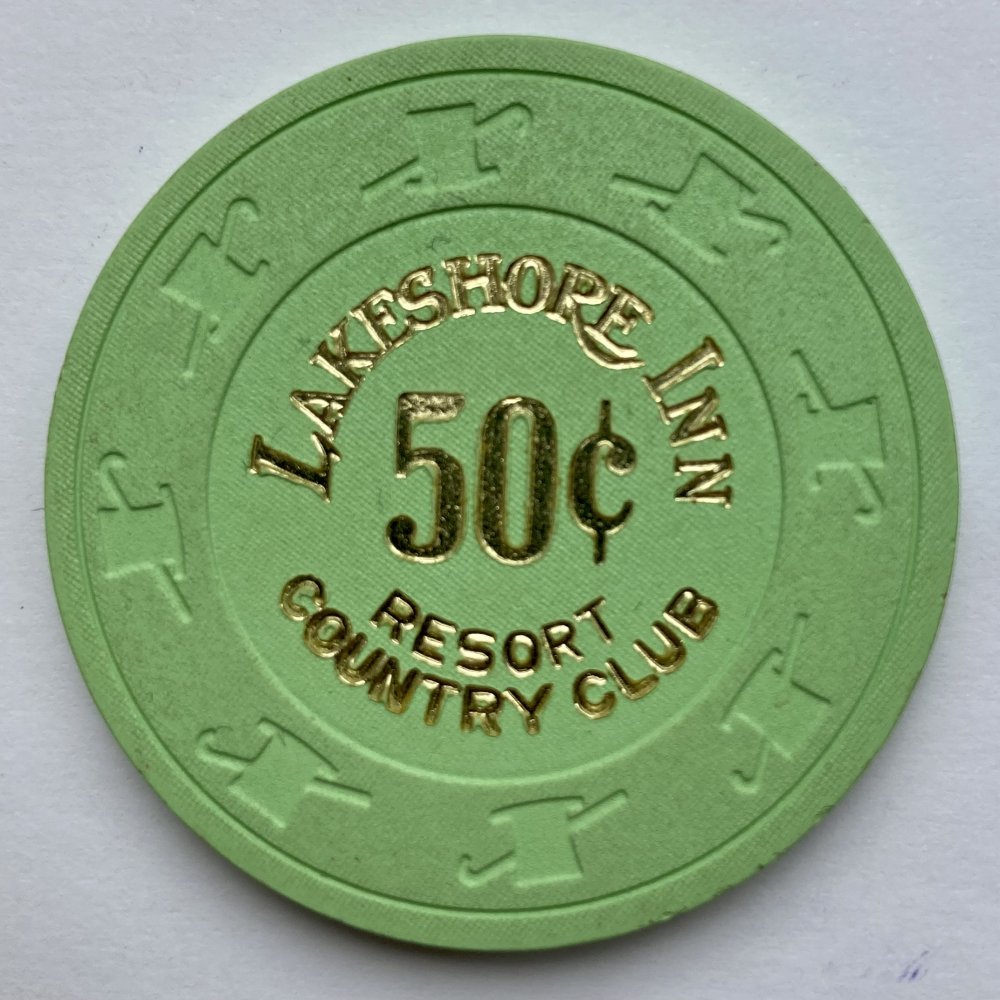 LAKESHORE INN
50¢
RESORT
COUNTRY CLUB